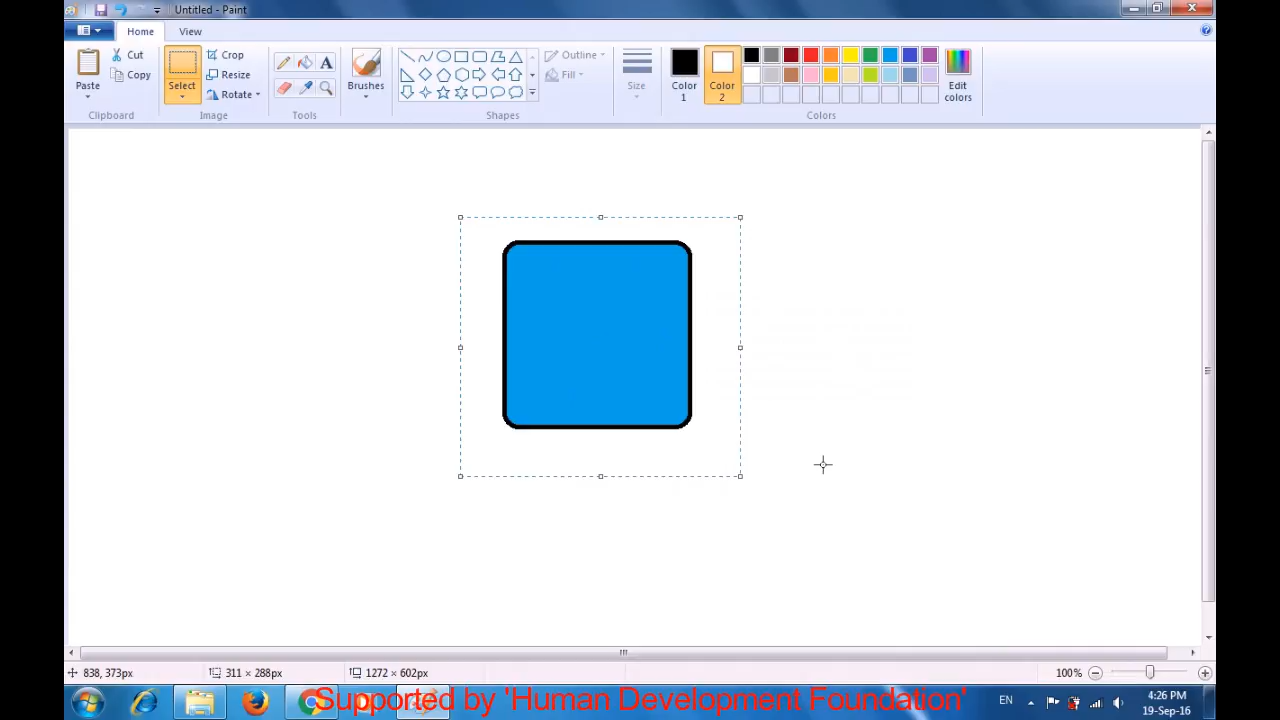 Untitled - Paint
Home View
Paste
Cut
Copy
Clipboard
Select
Crop
Resize
Rotate
Image
A
Tools
Brushes
Outline
Fill
Shapes
Size
Color 1
Color 2
Edit colors
Colors
838, 373px 311 × 288px 1272 × 602px 100%
Supported by 'Human Development Foundation'
EN
4:26 PM
19-Sep-16